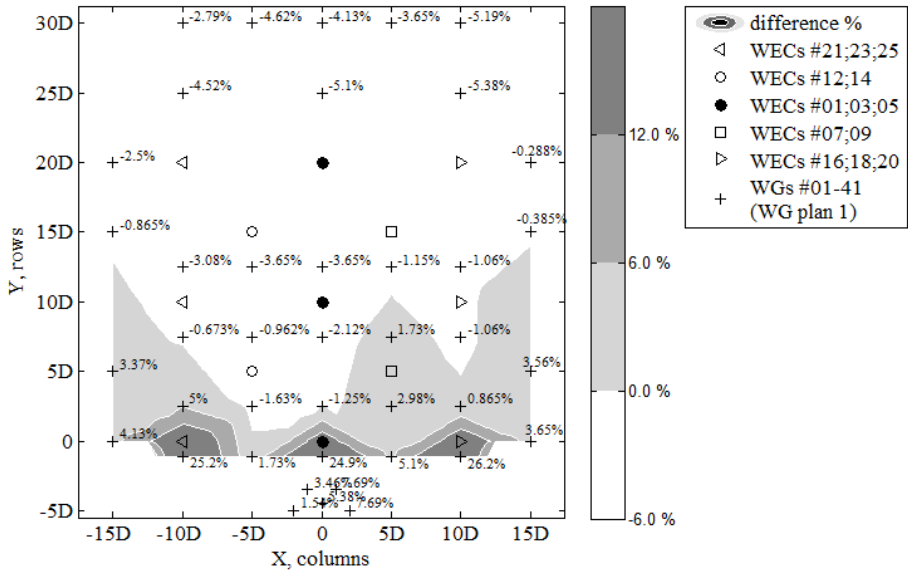 30D
-2.79%
-4.62%
-4.13%
-3.65%
-5.19%
25D
-4.52%
-5.1%
-5.38%
20D
-2.5%
-0.288%
15D
-0.865%
-0.385%
-3.08%
-3.65%
-3.65%
-1.15%
-1.06%
10D
-0.673%
-0.962%
-2.12%
1.73%
-1.06%
5D
3.37%
3.56%
5%
-1.63%
-1.25%
2.98%
0.865%
0
4.13%
3.65%
25.2%
1.73%
24.9%
5.1%
26.2%
3.46%
7.69%
5.38%
7.69%
-5D
-15D
-10D
-5D
0
5D
10D
15D
X, columns
Y, rows
12.0 %
6.0 %
0.0 %
-6.0 %
difference %
WECs #21;23;25
WECs #12;14
WECs #01;03;05
WECs #07;09
WECs #16;18;20
WGs #01-41
(WG plan 1)